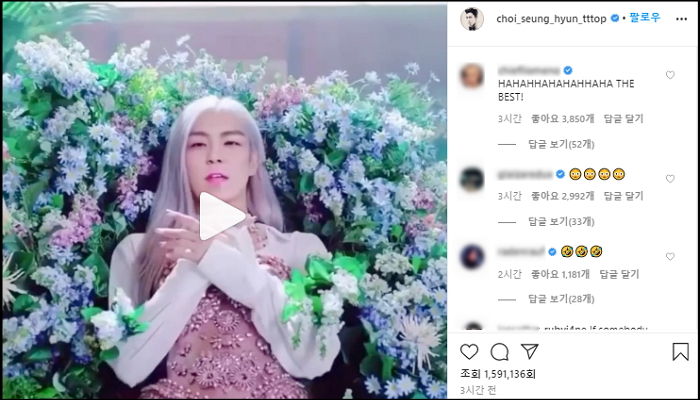 choi_seung_hyun_tttop • 팔로우
HAHAHHAHAHAHHAHA THE
BEST!
3시간 좋아요 3,850개 답글 달기
답글 보기(52개)
3시간 좋아요 2,992개 답글 달기
답글 보기(33개)
2시간 좋아요 1,181개 답글 달기
답글 보기(28개)
if somebody
조회 1,591,136회
3시간 전